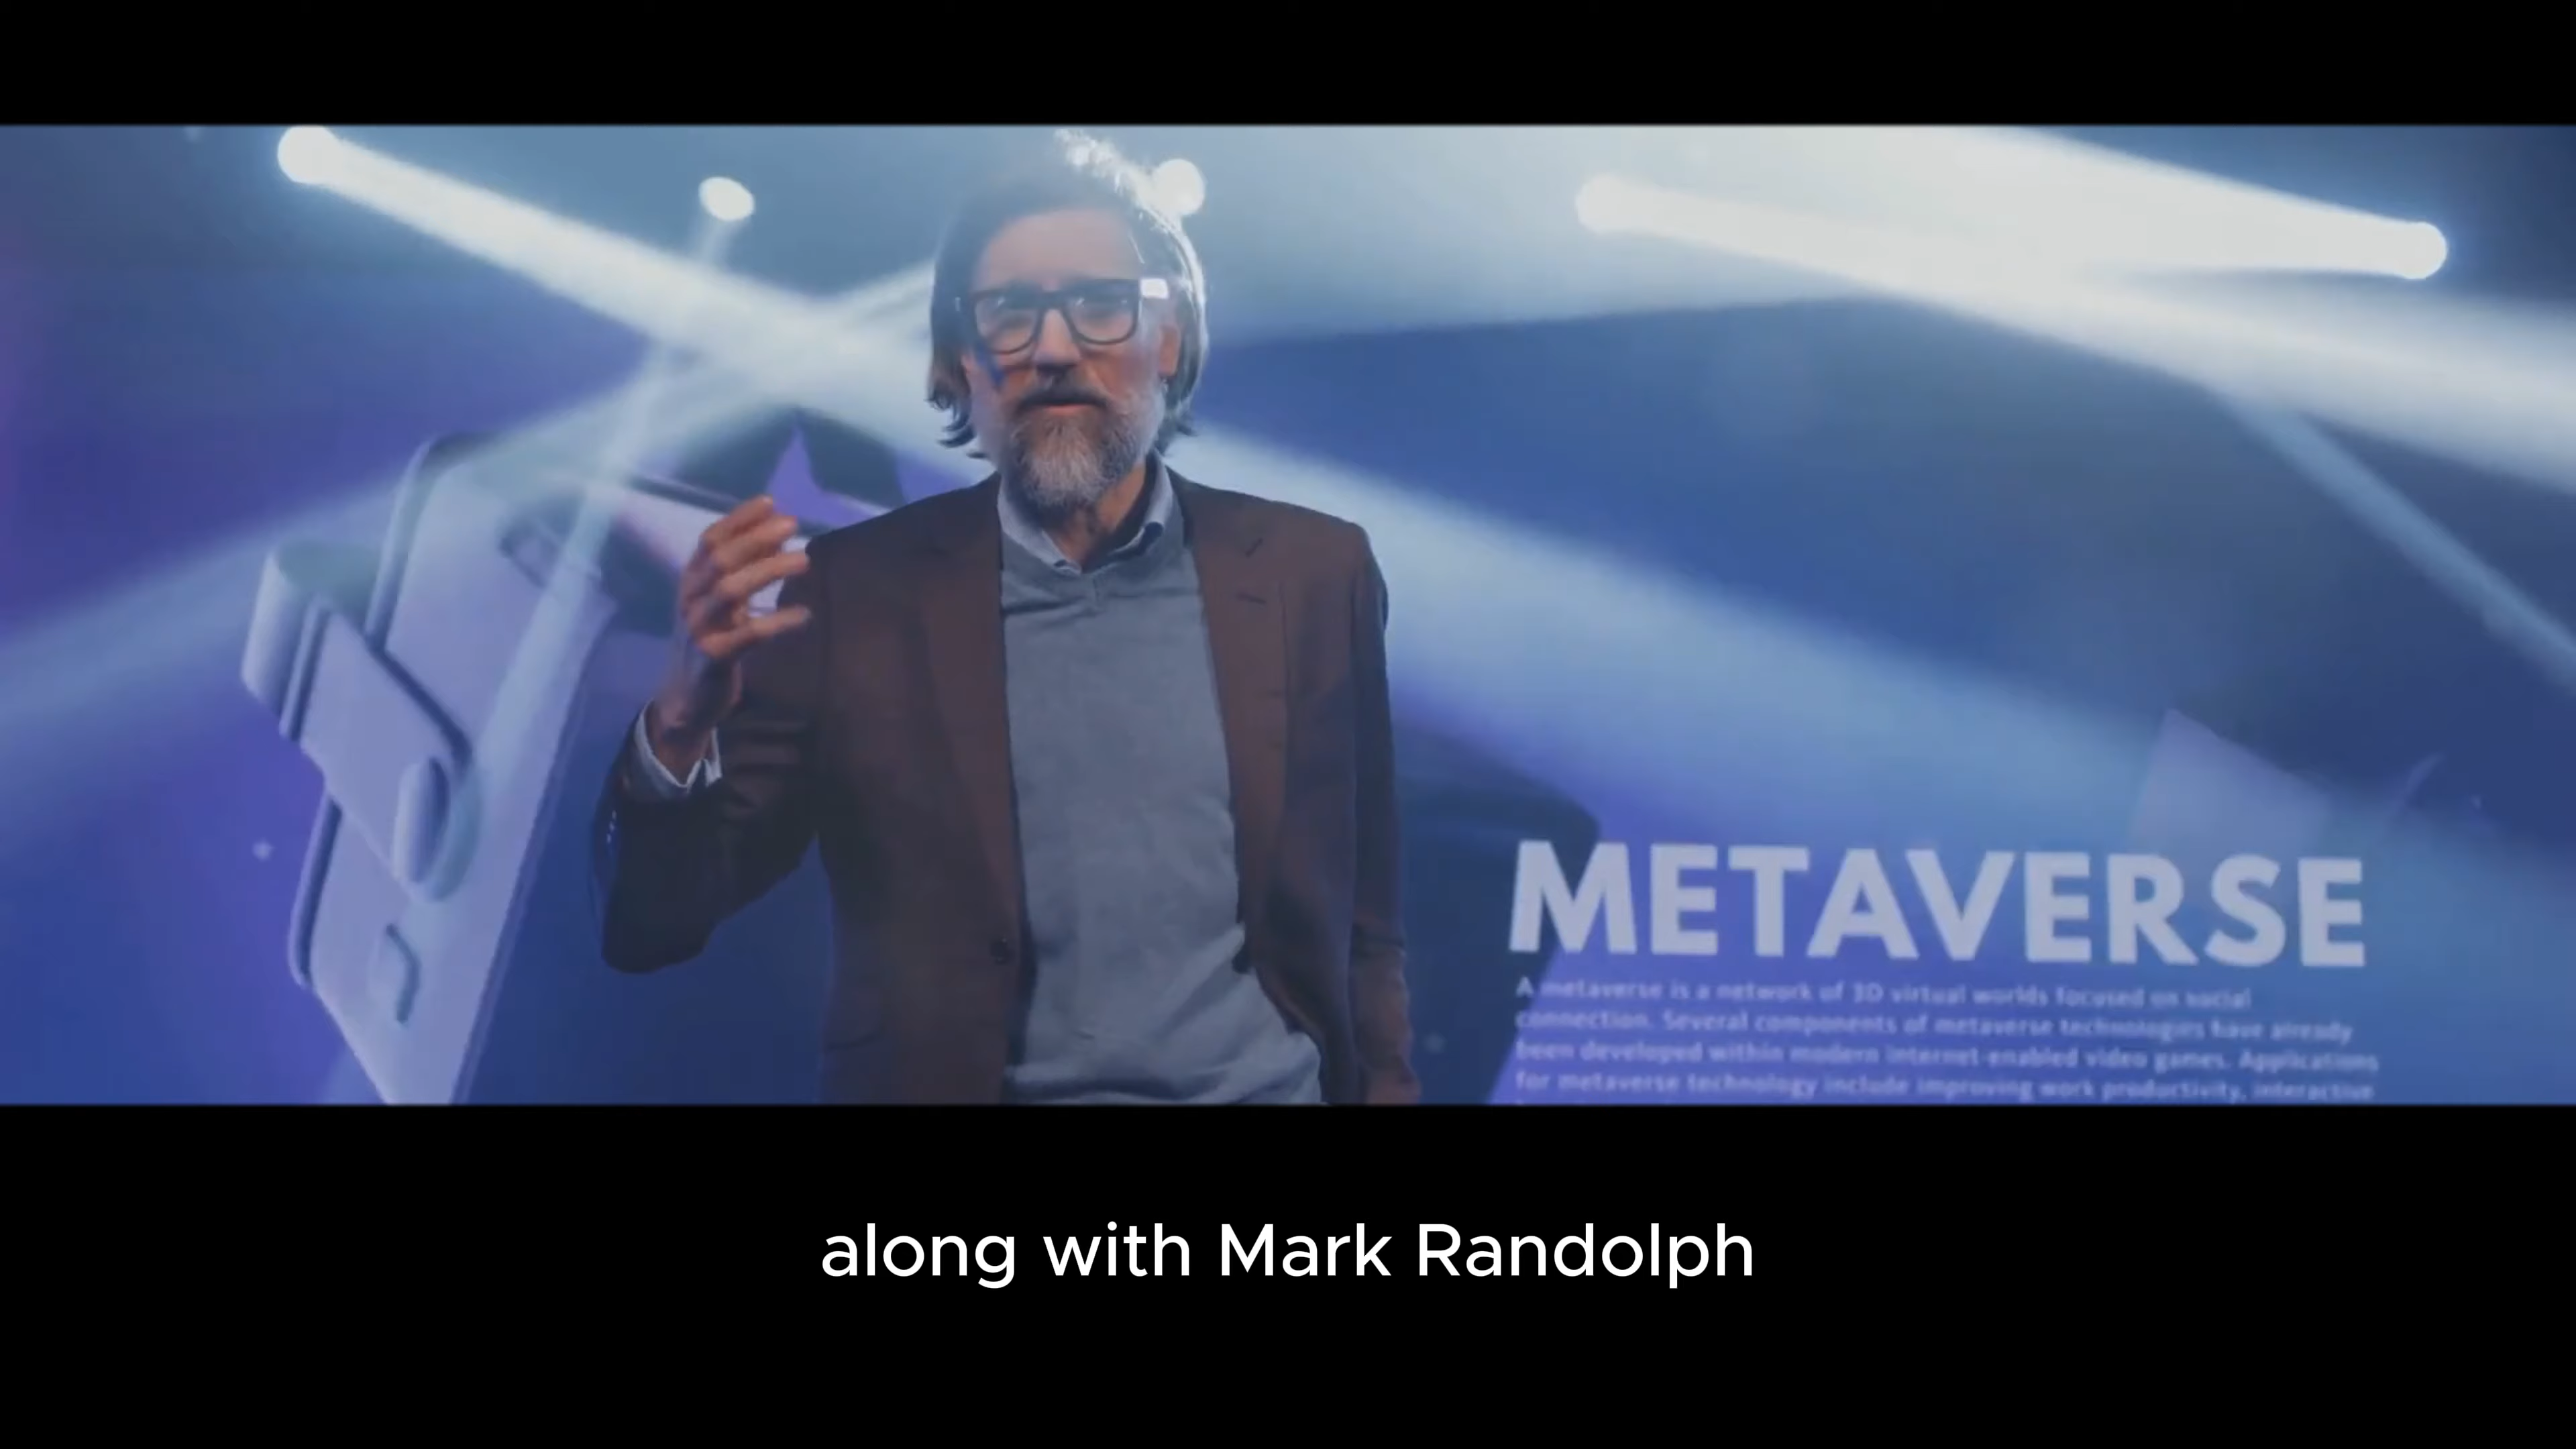 METAVERSE
A metaverse is a network of 3D virtual worlds focused on social
connection. Several components of metaverse technologies have already
been developed within modern internet-enabled video games. Applications
for metaverse technology include improving work productivity, interactive
along with Mark Randolph